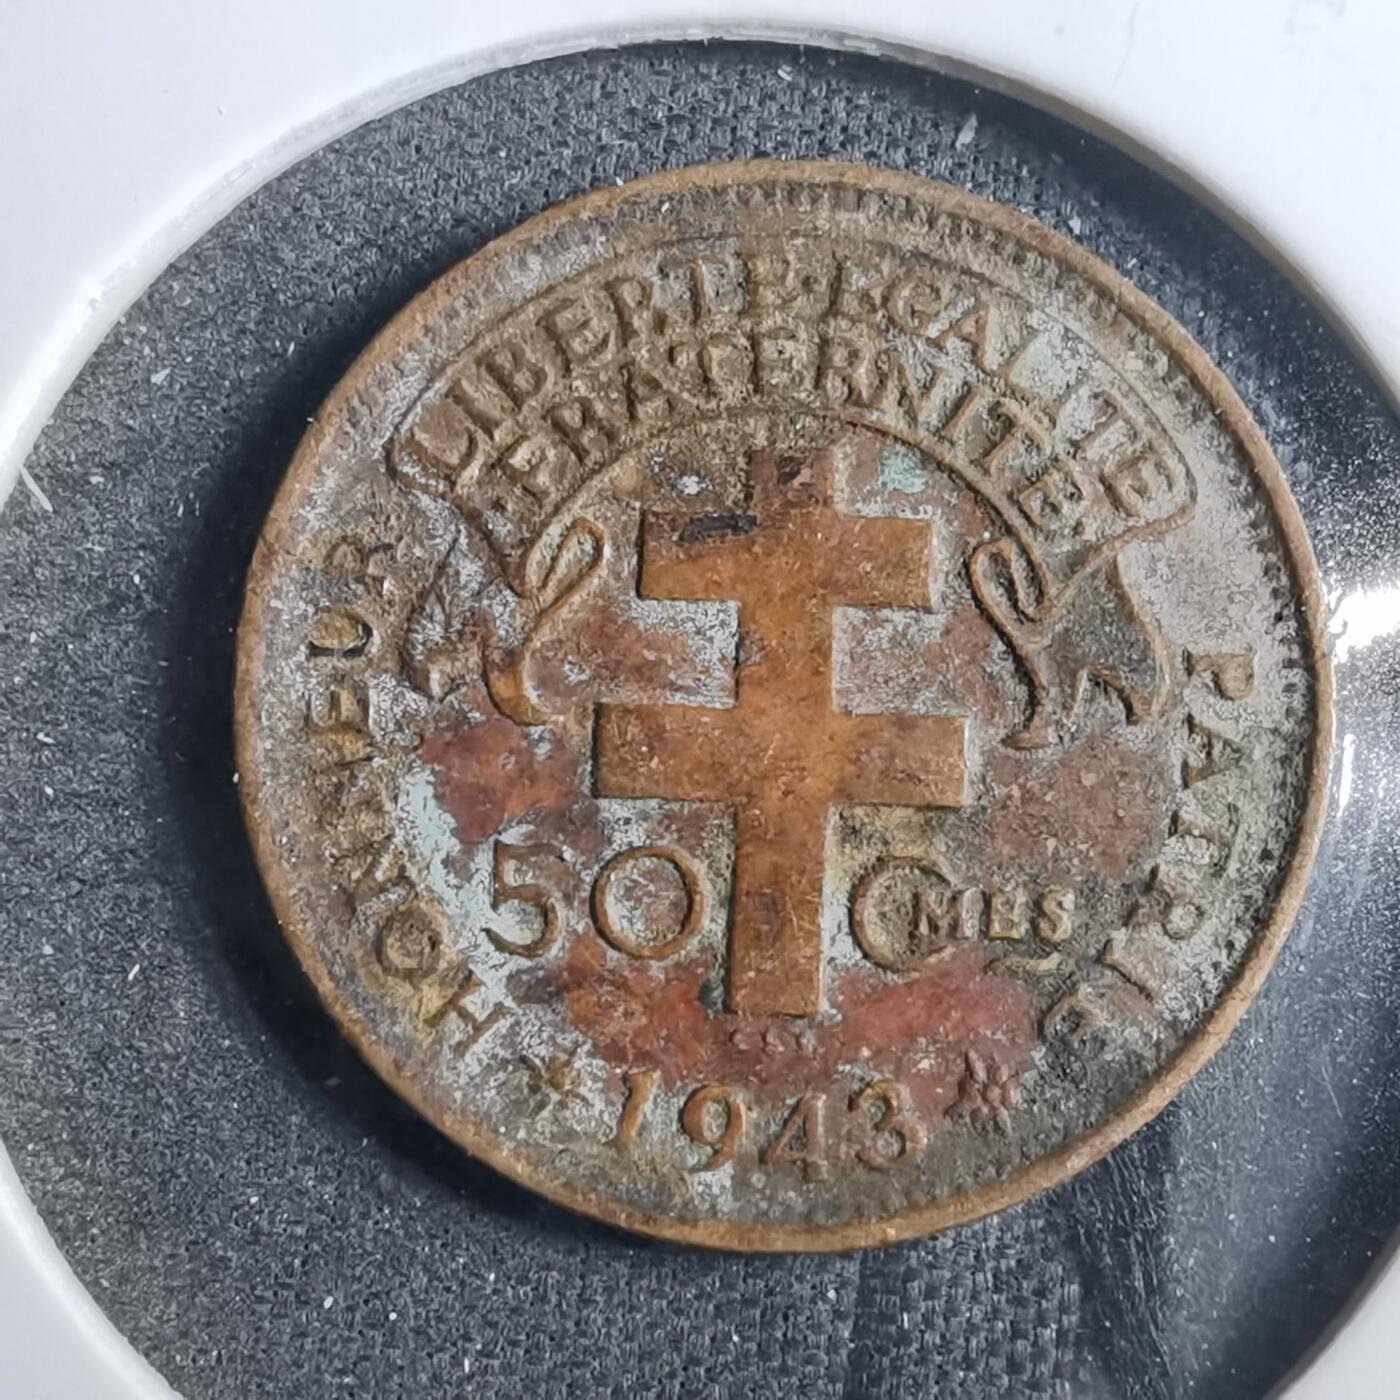 LIBERTE·EGALITE
FRATERNITE
HONNEUR
PATRIE
50 CMES
1943